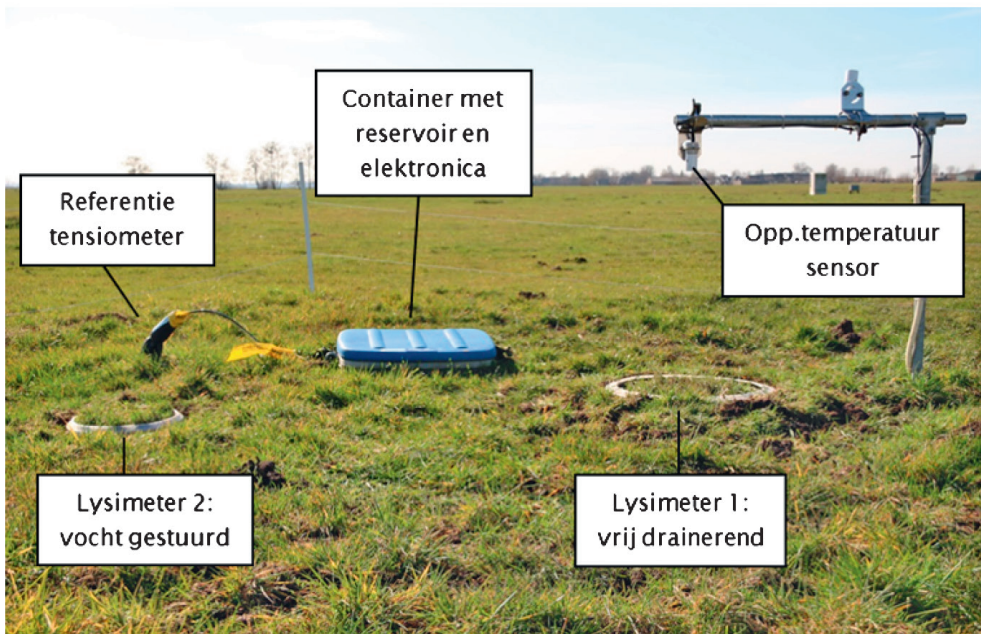 Container met
reservoir en
elektronica
Referentie
tensiometer
Opp.temperatuur
sensor
Lysimeter 2:
vocht gestuurd
Lysimeter 1:
vrij drainerend